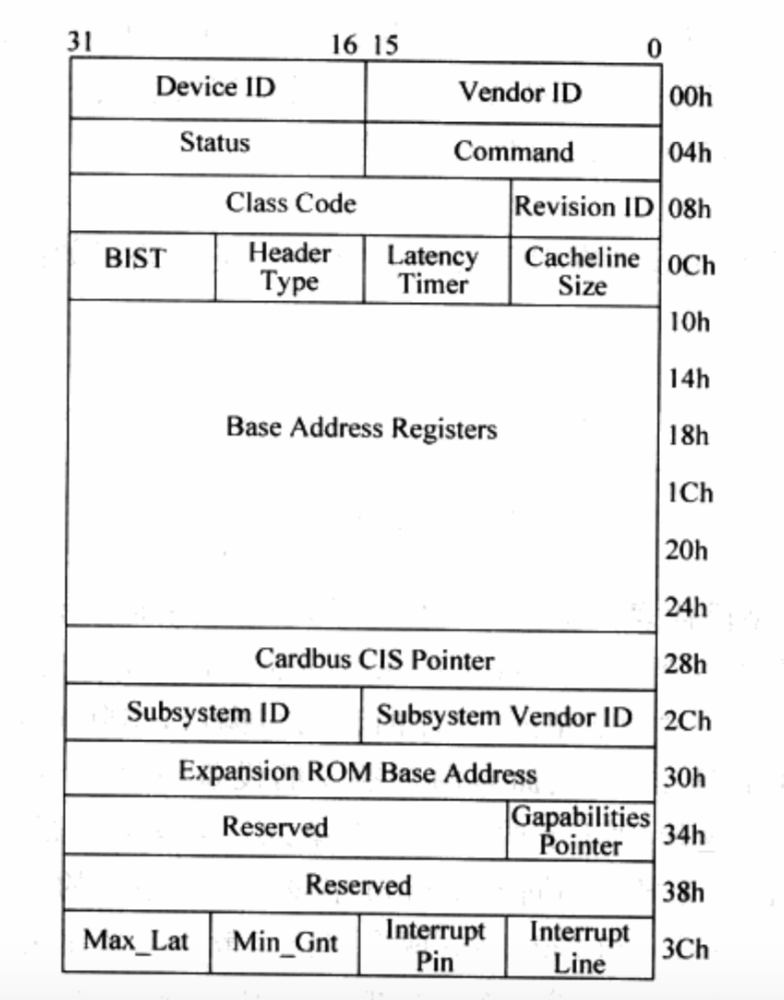 31 16 15 0
Device ID Vendor ID 00h
Status Command 04h
Class Code Revision ID 08h
BIST Header Type Latency Timer Cacheline Size 0Ch
10h
14h
Base Address Registers 18h
1Ch
20h
24h
Cardbus CIS Pointer 28h
Subsystem ID Subsystem Vendor ID 2Ch
Expansion ROM Base Address 30h
Reserved Gapabilities Pointer 34h
Reserved 38h
Max_Lat Min_Gnt Interrupt Pin Interrupt Line 3Ch